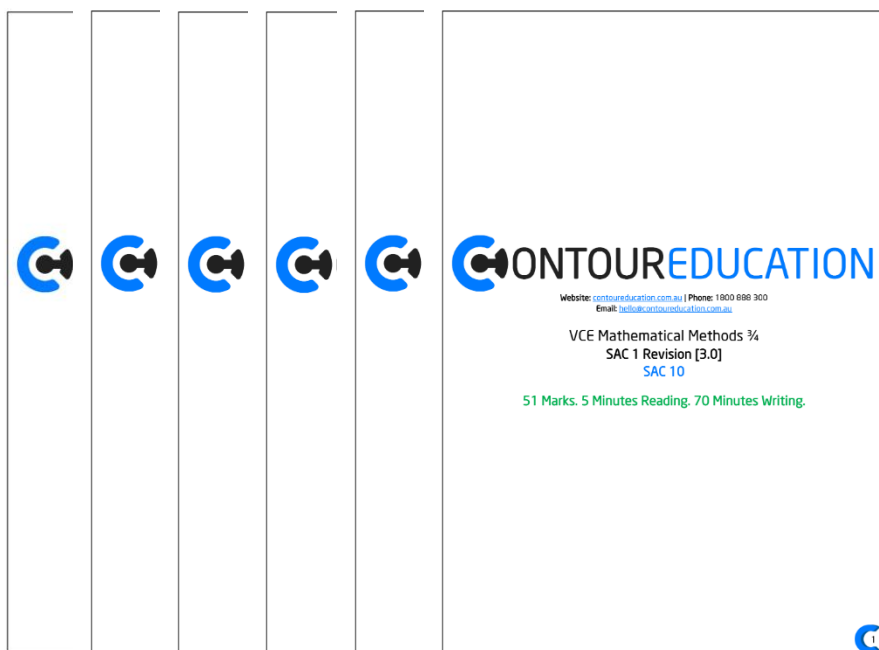 CONTOUREDUCATION
Website: contoureducation.com.au | Phone: 1800 888 300
Email: hello@contoureducation.com.au
VCE Mathematical Methods ¾
SAC 1 Revision [3.0]
SAC 10
51 Marks. 5 Minutes Reading. 70 Minutes Writing.
1